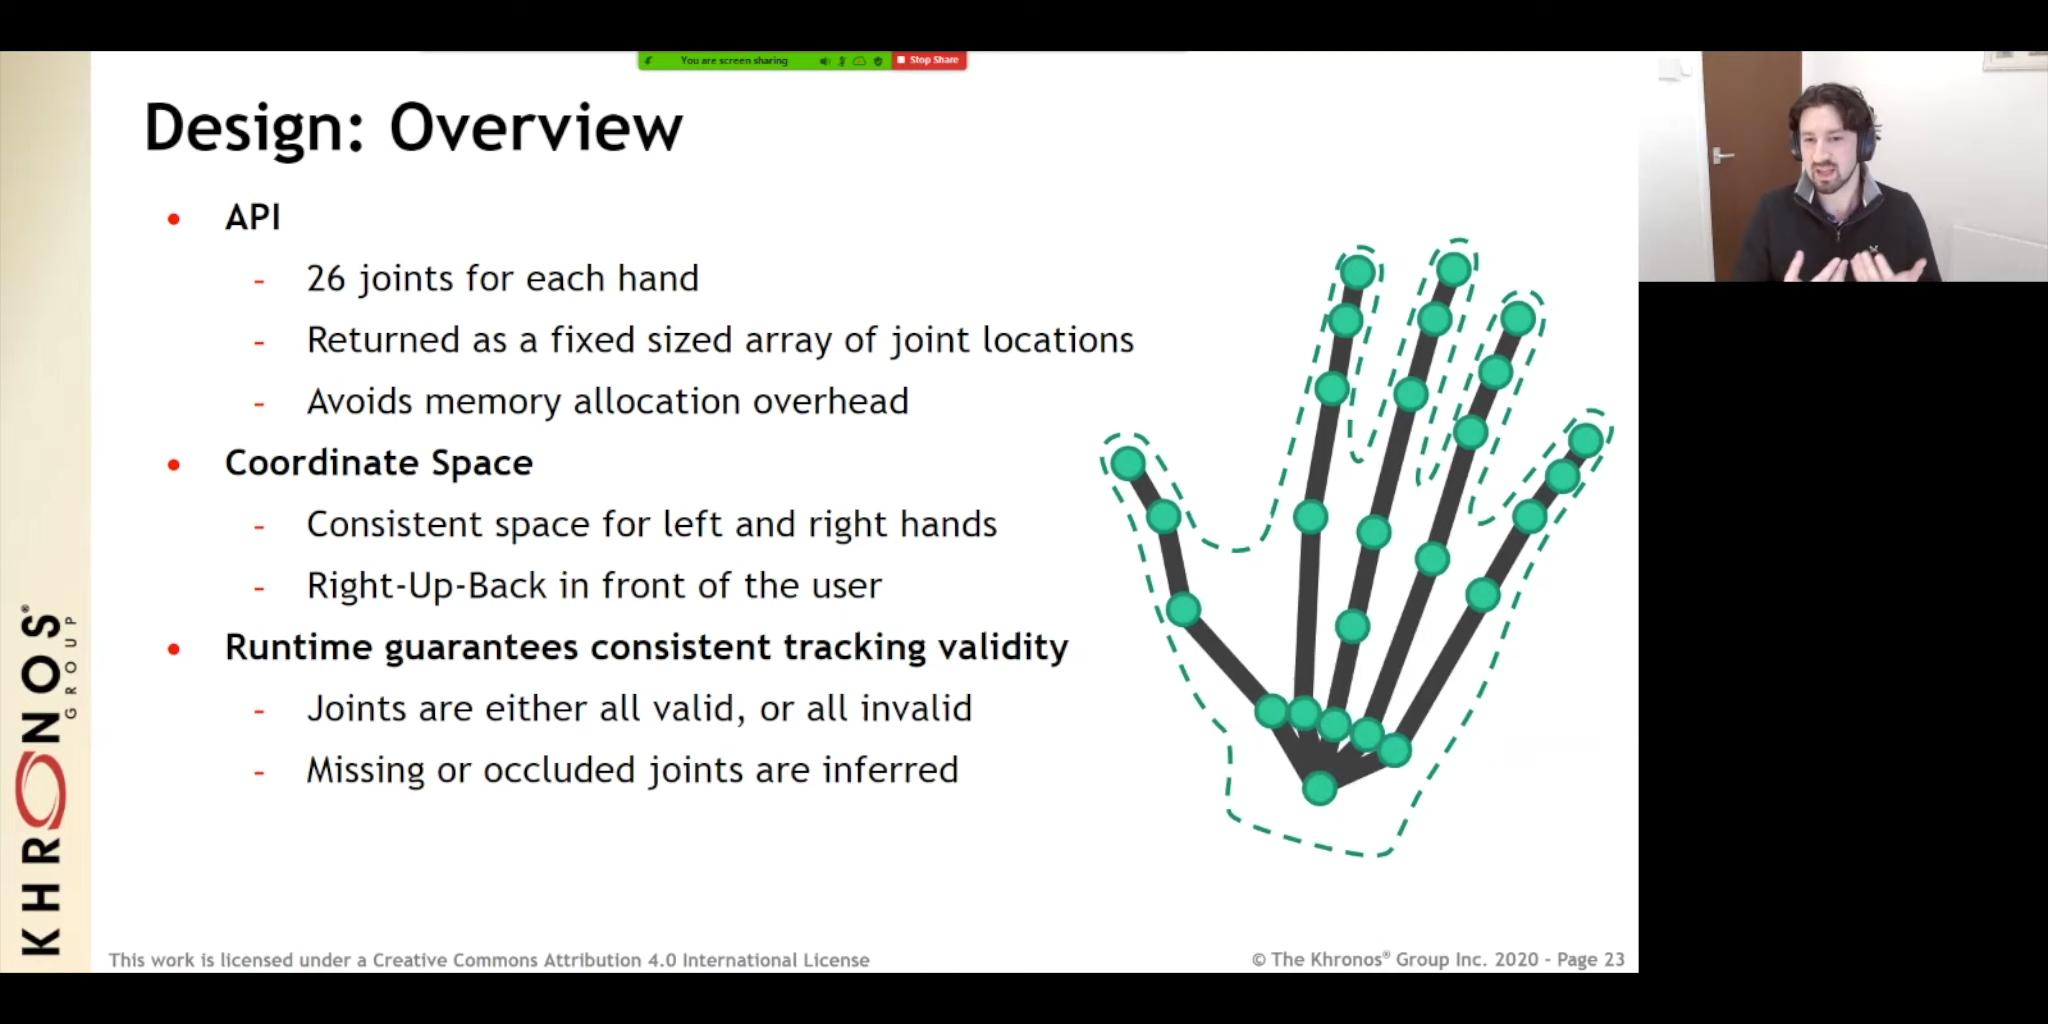 You are screen sharing
Stop Share
Design: Overview
• API
- 26 joints for each hand
- Returned as a fixed sized array of joint locations
- Avoids memory allocation overhead
• Coordinate Space
- Consistent space for left and right hands
- Right-Up-Back in front of the user
• Runtime guarantees consistent tracking validity
- Joints are either all valid, or all invalid
- Missing or occluded joints are inferred
KHRONOS®
GROUP
This work is licensed under a Creative Commons Attribution 4.0 International License
© The Khronos® Group Inc. 2020 - Page 23